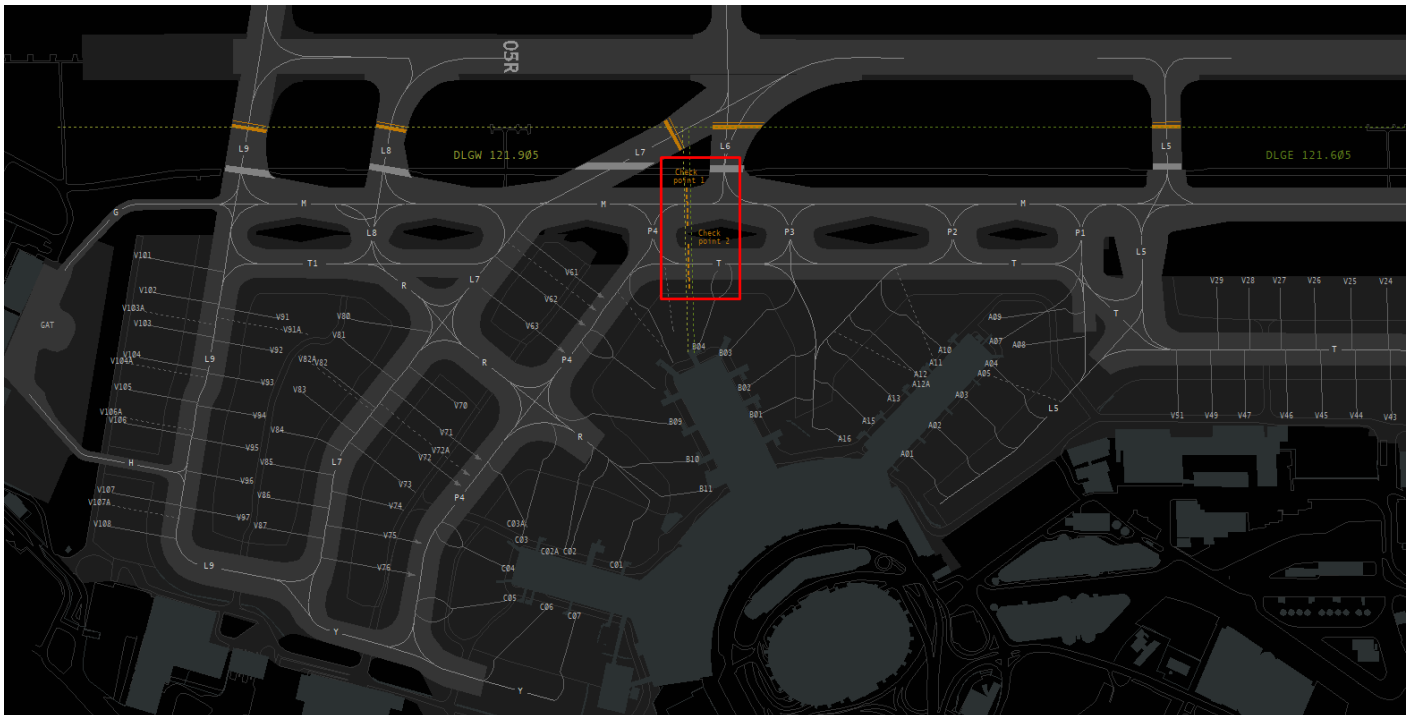 05R
L9
L8
L7
L6
L5
DLGW 121.905
DLGE 121.605
Check
point 1
G
M
M
M
L8
P4
P3
P2
P1
Check
point 2
L5
V101
T1
R
L7
V61
T
T
V102
V62
V29
V28
V27
V26
V25
V24
V103A
V103
V91
V91A
V80
V63
A09
T
GAT
V92
V81
V104
V104A
L9
V82A
V82
R
P4
B04
B03
A10
A07
A08
T
A11
A04
A12
A05
A12A
V105
V93
V83
B02
A13
A03
V106A
V106
V94
V70
B09
B01
A15
A02
L5
V51
V49
V47
V46
V45
V44
V43
V84
V71
R
A16
V95
V72A
V72
A01
H
V85
L7
B10
V96
V73
B11
V107
V107A
V86
P4
V97
V74
V108
V87
C03A
V75
C03
C02A
C02
L9
V76
C04
C01
C05
C06
C07
Y
Y